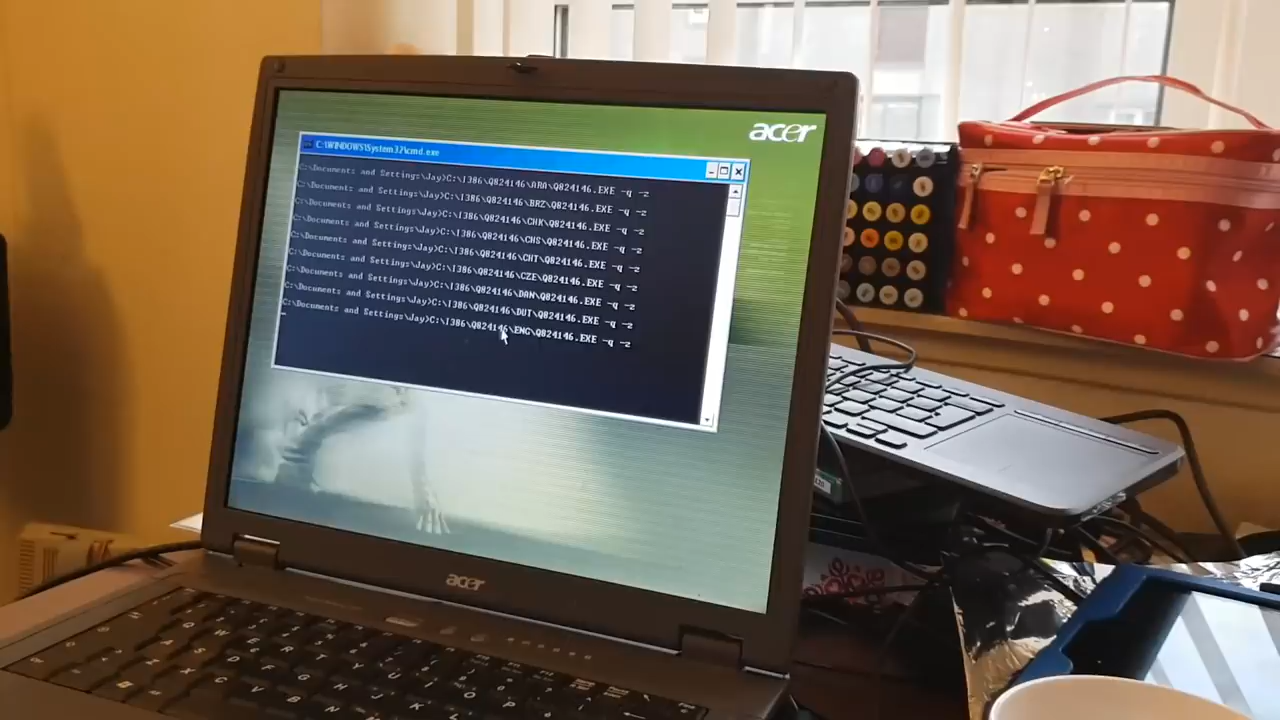 acer
C:\WINDOWS\System32\cmd.exe
C:\Documents and Settings\Jay>C:\I386\Q824146\ARA\Q824146.EXE -q -z
C:\Documents and Settings\Jay>C:\I386\Q824146\BRZ\Q824146.EXE -q -z
C:\Documents and Settings\Jay>C:\I386\Q824146\CHK\Q824146.EXE -q -z
C:\Documents and Settings\Jay>C:\I386\Q824146\CHS\Q824146.EXE -q -z
C:\Documents and Settings\Jay>C:\I386\Q824146\CHT\Q824146.EXE -q -z
C:\Documents and Settings\Jay>C:\I386\Q824146\CZE\Q824146.EXE -q -z
C:\Documents and Settings\Jay>C:\I386\Q824146\DAN\Q824146.EXE -q -z
C:\Documents and Settings\Jay>C:\I386\Q824146\DUT\Q824146.EXE -q -z
C:\Documents and Settings\Jay>C:\I386\Q824146\ENG\Q824146.EXE -q -z
acer